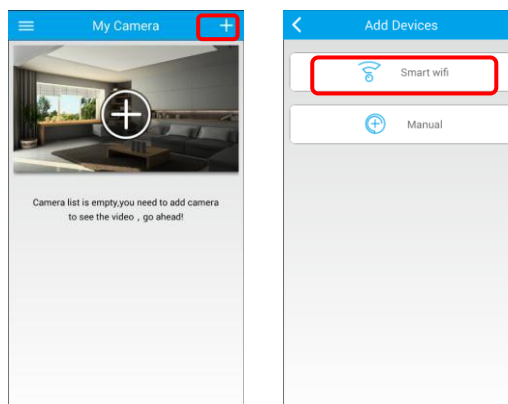 My Camera
Camera list is empty,you need to add camera
to see the video , go ahead!
Add Devices
Smart wifi
Manual